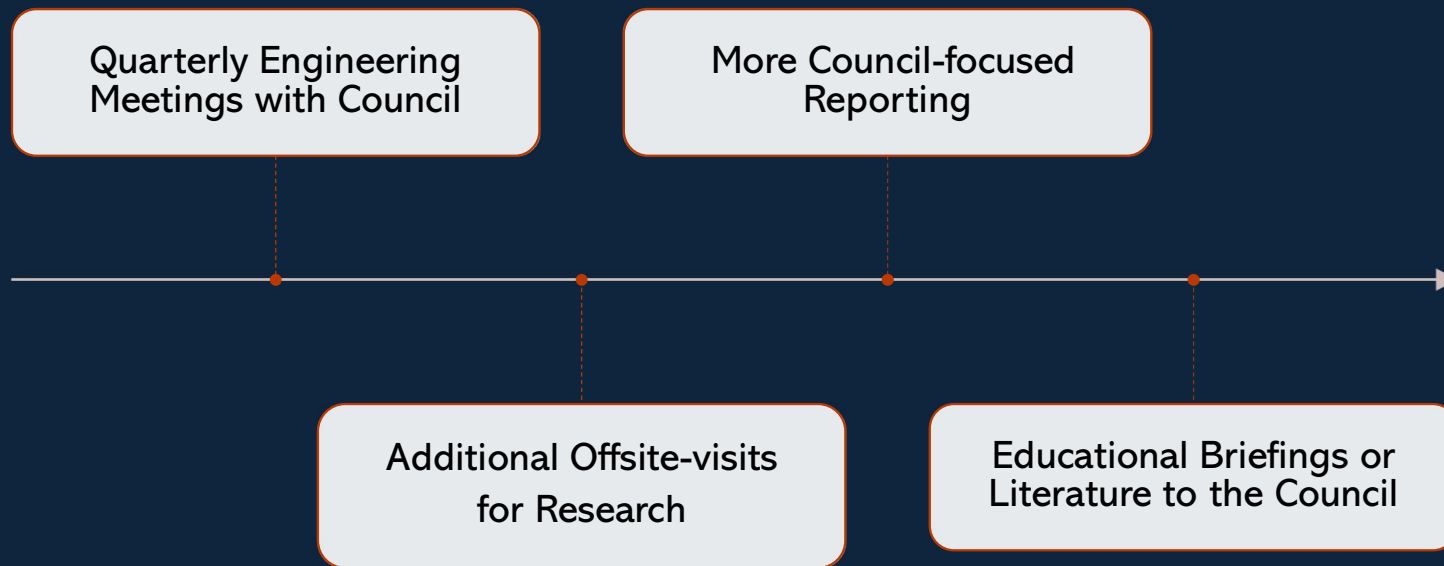 Quarterly Engineering
Meetings with Council
More Council-focused
Reporting
Additional Offsite-visits
for Research
Educational Briefings or
Literature to the Council